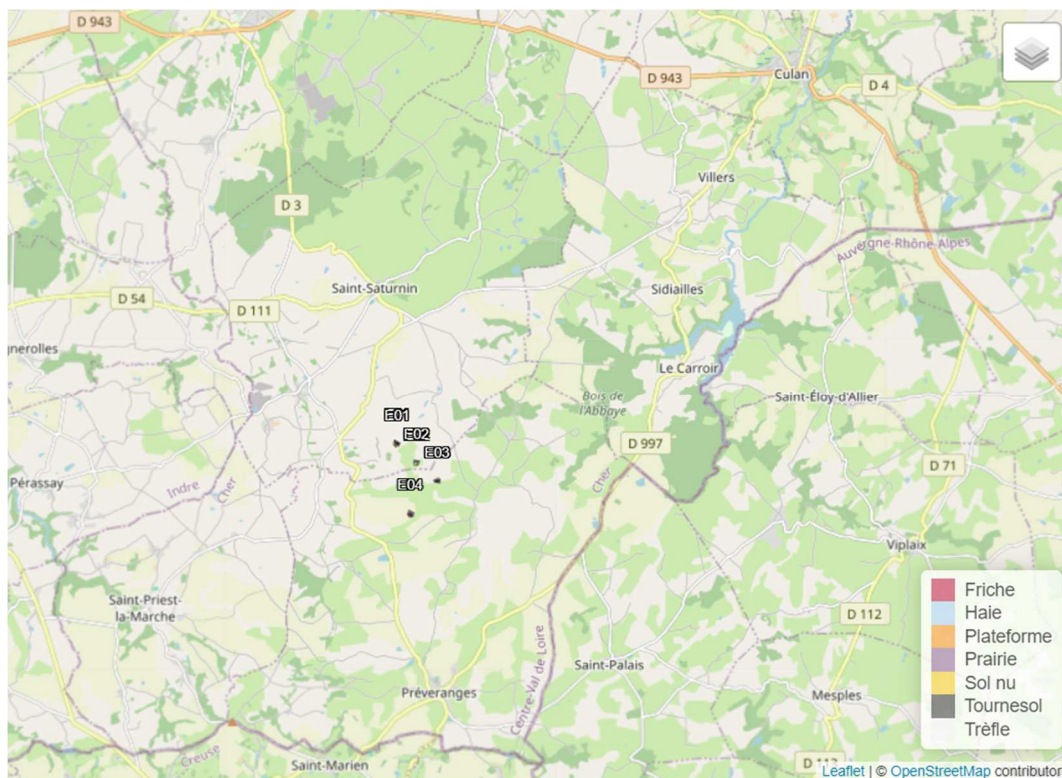 D 943
Culan
D 943
D 4
Villers
D 3
Auvergne-Rhône-Alpes
Saint-Saturnin
Sidiailles
D 54
D 111
gnerolles
Le Carroir
Bois de
l'Abbaye
Saint-Éloy-d'Allier
E01
E02
E03
D 997
D 71
Pérassay
Indre
Cher
Cher
E04
Viplaix
Saint-Priest-
la-Marche
D 112
Centre-Val de Loire
Saint-Palais
Préveranges
Mesples
Creuse
Saint-Marien
D 113
Friche
Haie
Plateforme
Prairie
Sol nu
Tournesol
Trèfle
Leaflet | © OpenStreetMap contributor